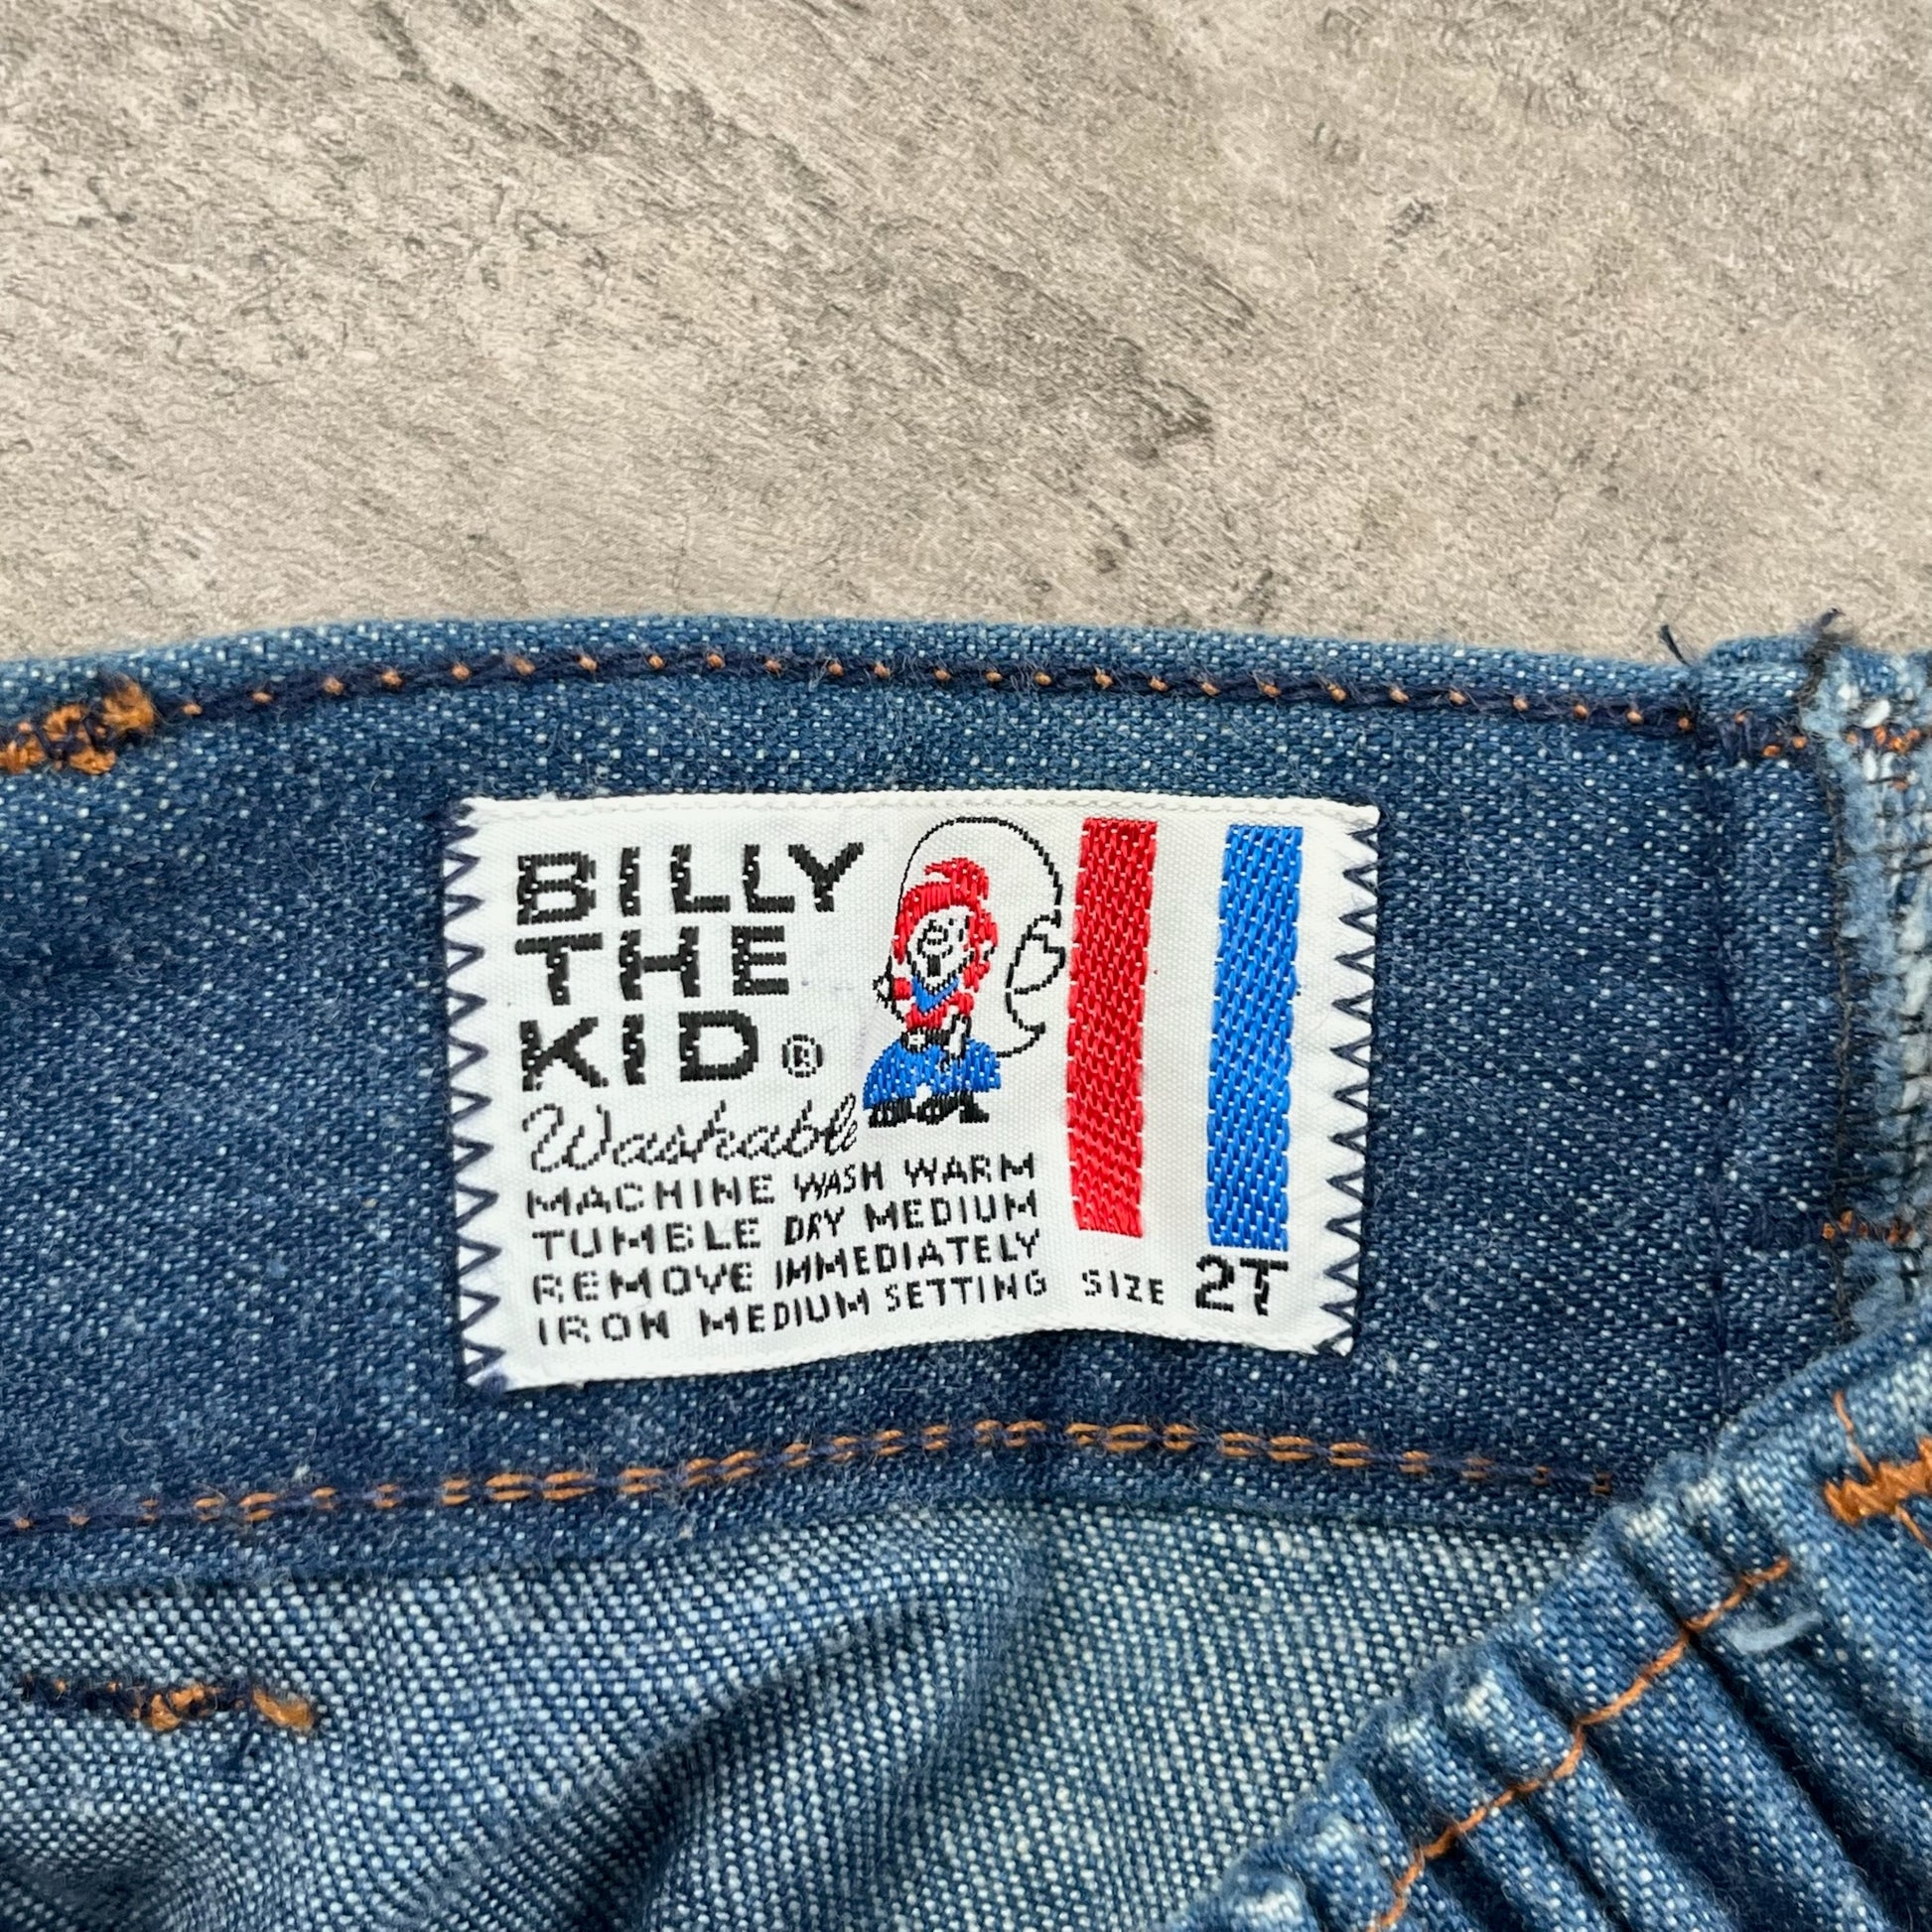 BILLY
THE
KID®
Washable
MACHINE WASH WARM
TUMBLE DRY MEDIUM
REMOVE IMMEDIATELY
IRON MEDIUM SETTING
SIZE 2T